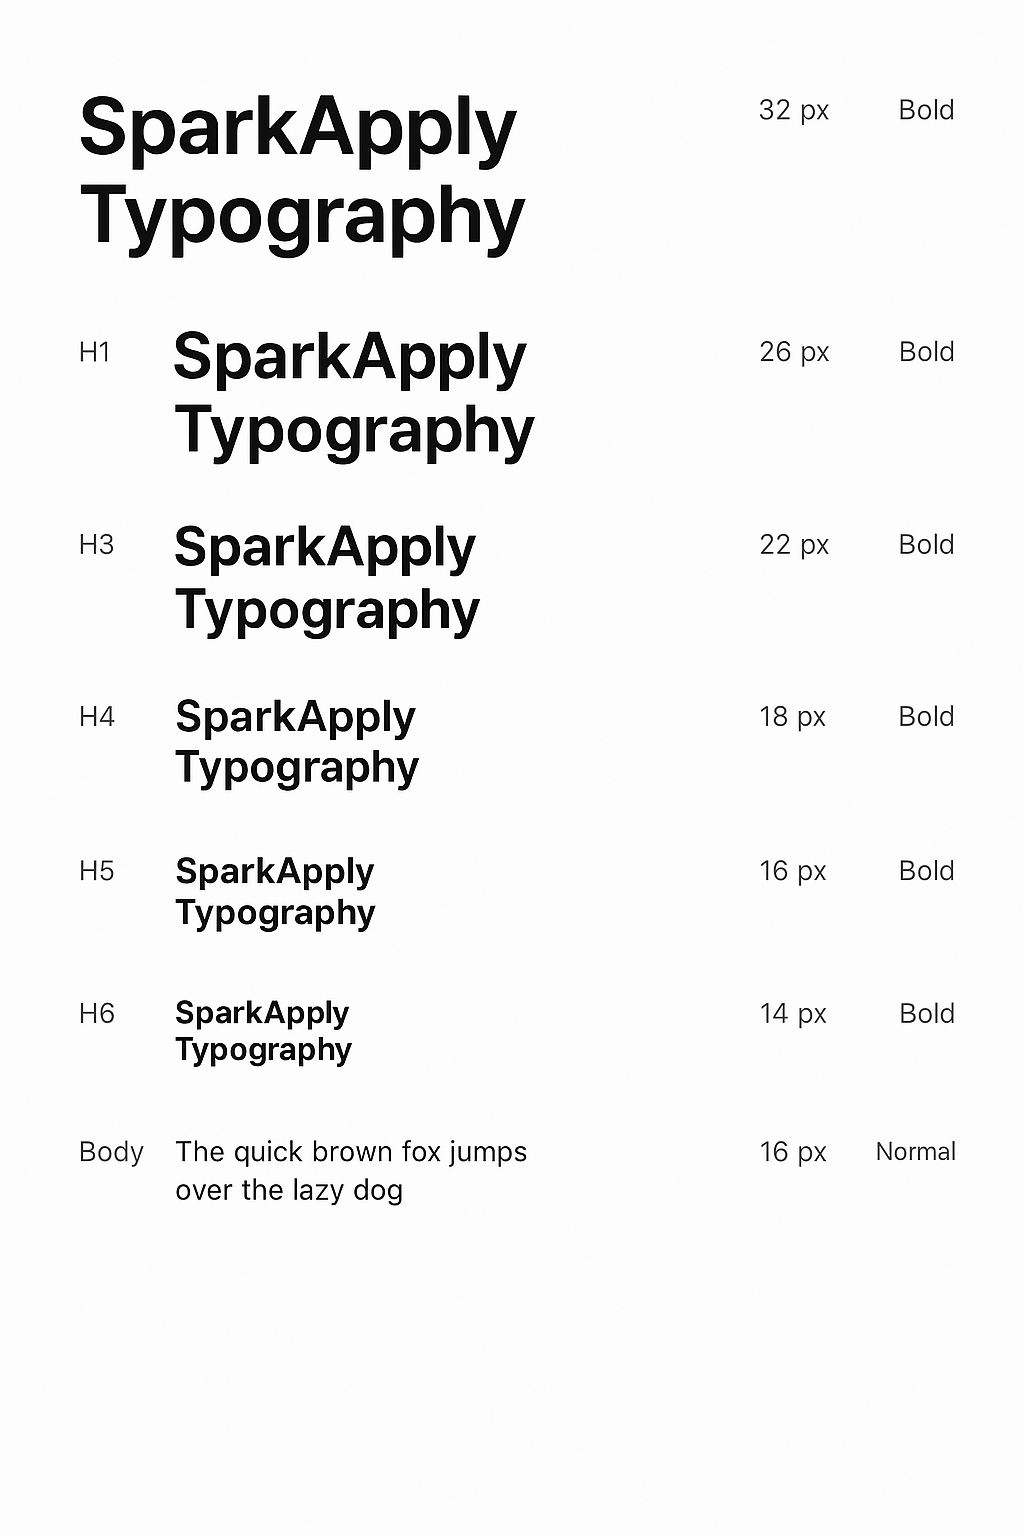 SparkApply 32 px Bold
Typography
H1 SparkApply 26 px Bold
Typography
H3 SparkApply 22 px Bold
Typography
H4 SparkApply 18 px Bold
Typography
H5 SparkApply 16 px Bold
Typography
H6 SparkApply 14 px Bold
Typography
Body The quick brown fox jumps 16 px Normal
over the lazy dog